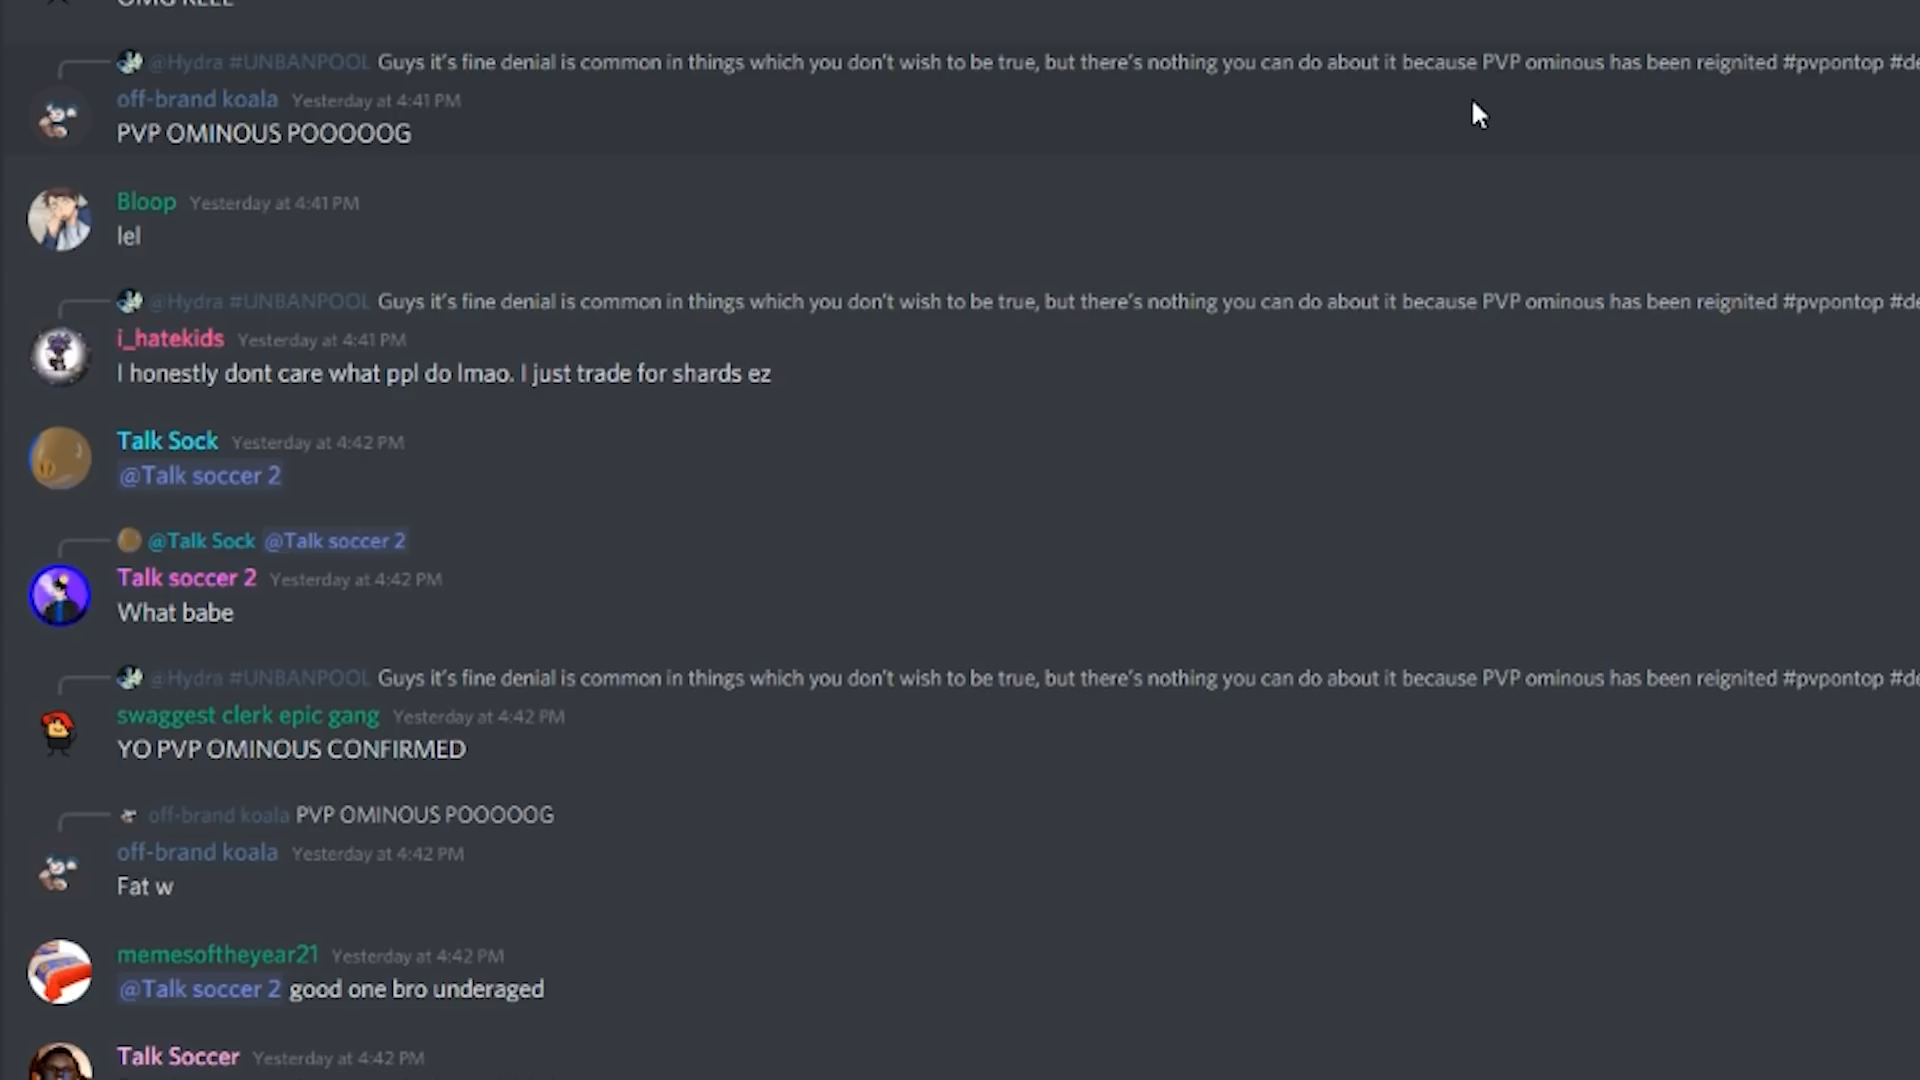 OMG REEE
@Hydra #UNBANPOOL Guys it's fine denial is common in things which you don't wish to be true, but there's nothing you can do about it because PVP ominous has been reignited #pvpontop #de
off-brand koala Yesterday at 4:41 PM
PVP OMINOUS POOOOOG
Bloop Yesterday at 4:41 PM
lel
@Hydra #UNBANPOOL Guys it's fine denial is common in things which you don't wish to be true, but there's nothing you can do about it because PVP ominous has been reignited #pvpontop #de
i_hatekids Yesterday at 4:41 PM
I honestly dont care what ppl do lmao. I just trade for shards ez
Talk Sock Yesterday at 4:42 PM
@Talk soccer 2
@Talk Sock @Talk soccer 2
Talk soccer 2 Yesterday at 4:42 PM
What babe
@Hydra #UNBANPOOL Guys it's fine denial is common in things which you don't wish to be true, but there's nothing you can do about it because PVP ominous has been reignited #pvpontop #de
swaggest clerk epic gang Yesterday at 4:42 PM
YO PVP OMINOUS CONFIRMED
off-brand koala PVP OMINOUS POOOOOG
off-brand koala Yesterday at 4:42 PM
Fat w
memesoftheyear21 Yesterday at 4:42 PM
@Talk soccer 2 good one bro underaged
Talk Soccer Yesterday at 4:42 PM